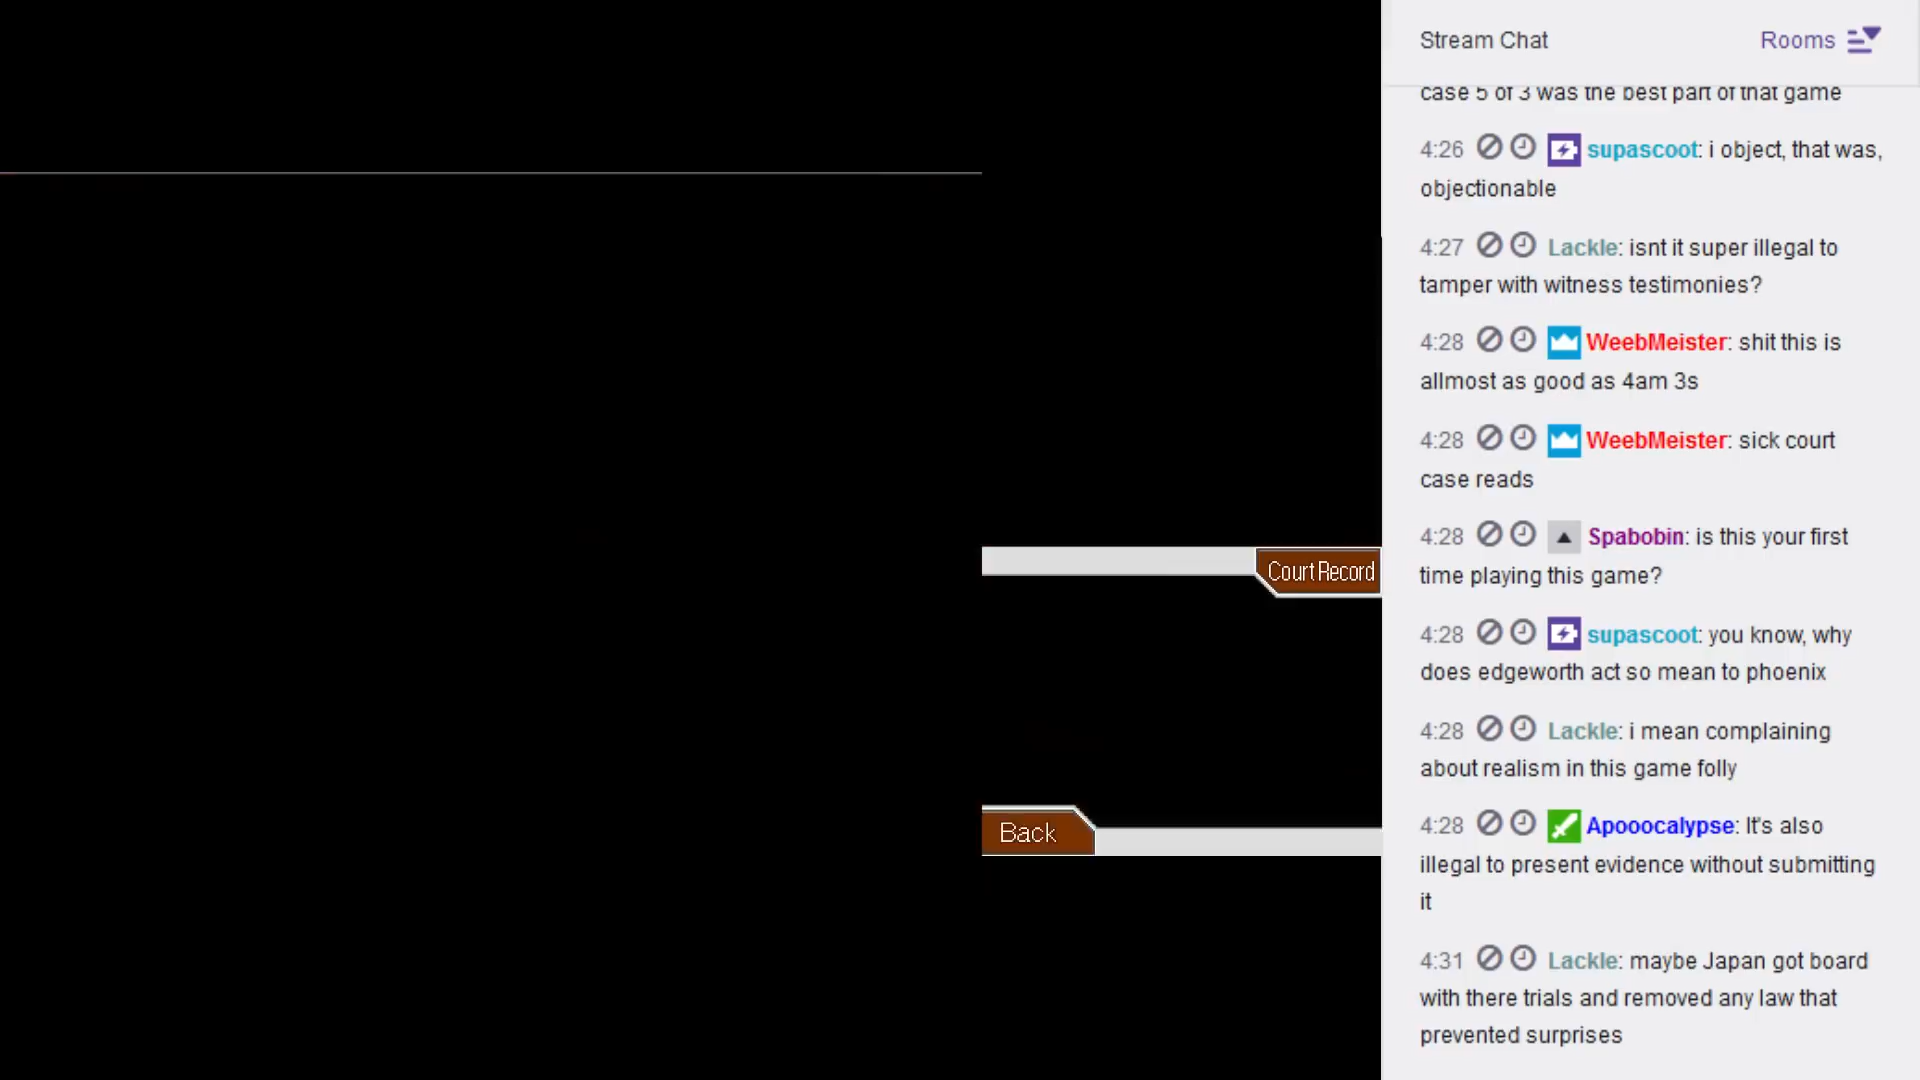 Stream Chat
Rooms
case 5 of 3 was the best part of that game
4:26 supascoot: i object, that was,
objectionable
4:27 Lackle: isnt it super illegal to
tamper with witness testimonies?
4:28 WeebMeister: shit this is
allmost as good as 4am 3s
4:28 WeebMeister: sick court
case reads
4:28 Spabobin: is this your first
time playing this game?
4:28 supascoot: you know, why
does edgeworth act so mean to phoenix
4:28 Lackle: i mean complaining
about realism in this game folly
4:28 Apooocalypse: It's also
illegal to present evidence without submitting
it
4:31 Lackle: maybe Japan got board
with there trials and removed any law that
prevented surprises
Court Record
Back